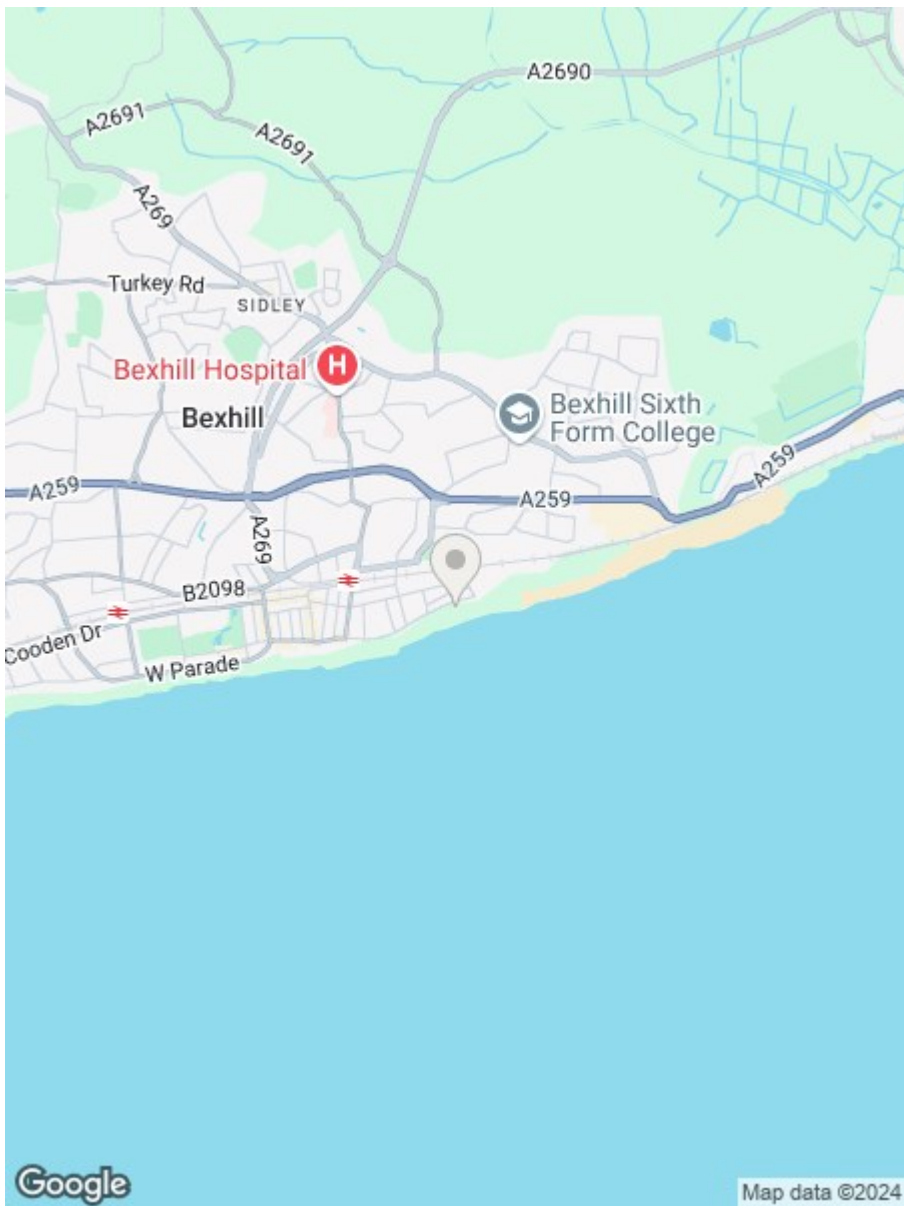 A2690
A2691
A2691
A269
Turkey Rd
SIDLEY
Bexhill Hospital
H
Bexhill
Bexhill Sixth
Form College
A259
A259
A259
A269
B2098
Cooden Dr
W Parade
Google
Map data ©2024